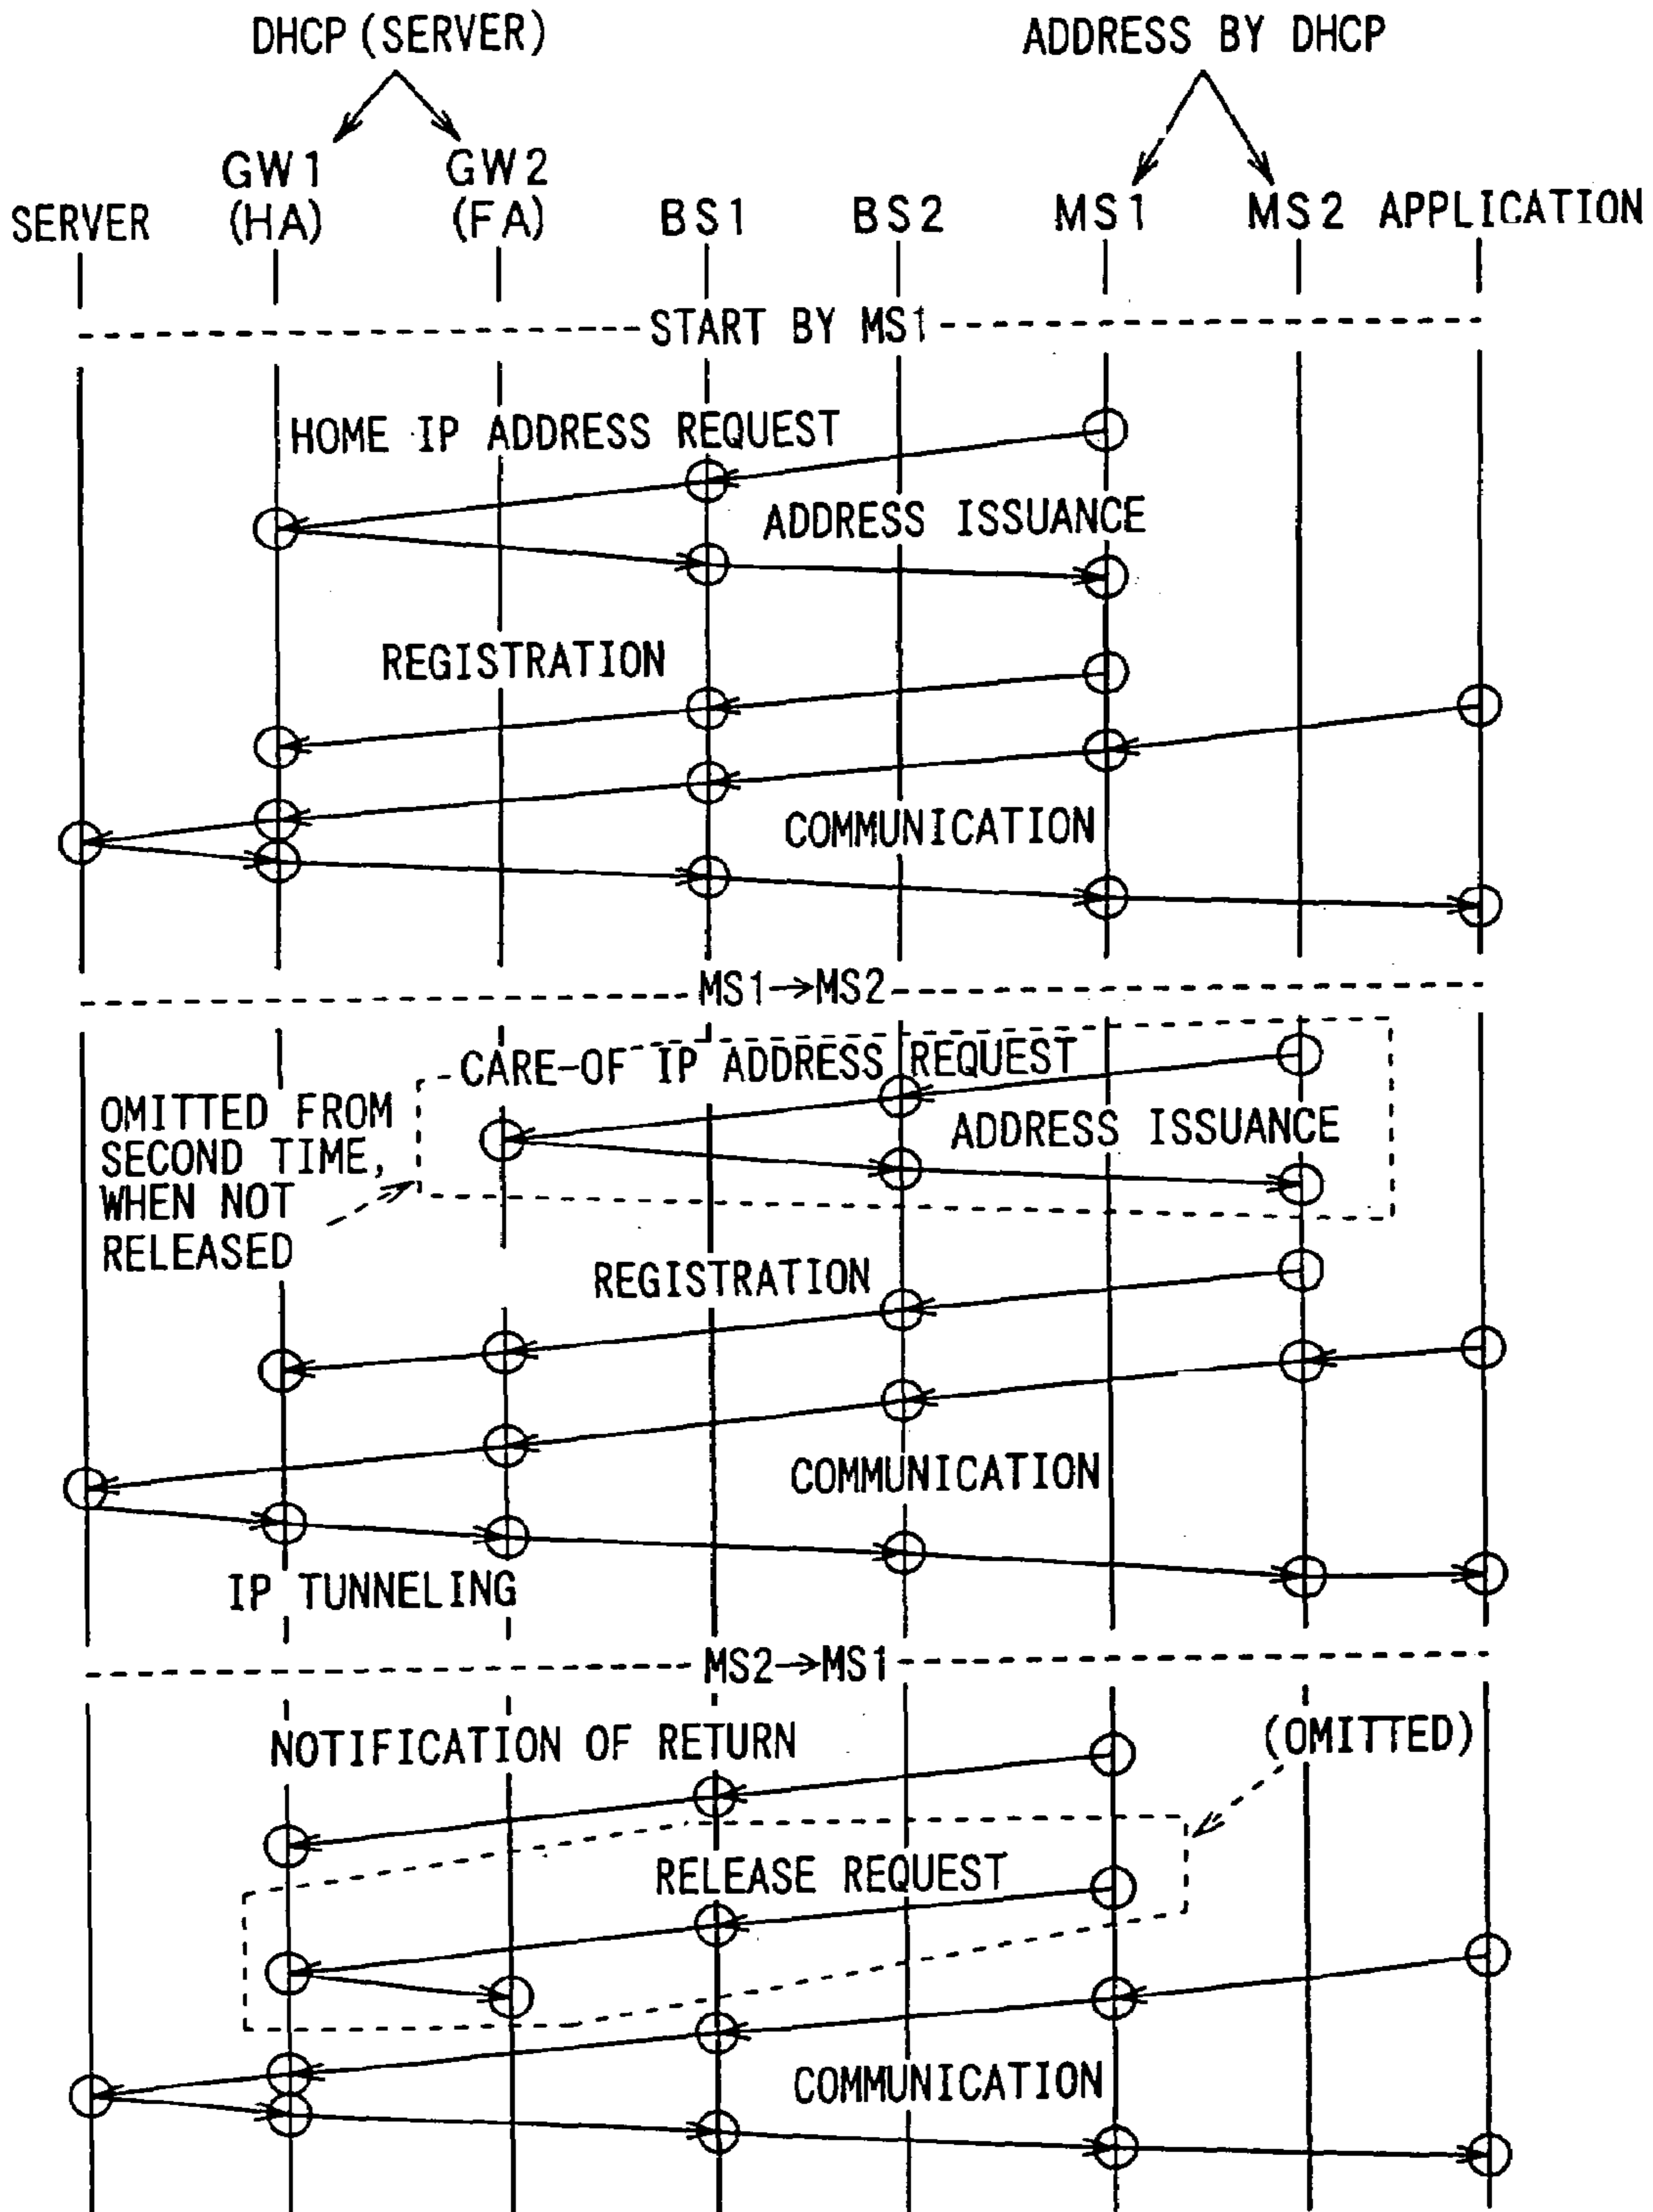 DHCP (SERVER)
ADDRESS BY DHCP
SERVER
GW1
(HA)
GW2
(FA)
BS1
BS2
MS1
MS2
APPLICATION
START BY MS1
HOME IP ADDRESS REQUEST
ADDRESS ISSUANCE
REGISTRATION
COMMUNICATION
MS1→MS2
CARE-OF IP ADDRESS REQUEST
OMITTED FROM
SECOND TIME,
WHEN NOT
RELEASED
ADDRESS ISSUANCE
REGISTRATION
COMMUNICATION
IP TUNNELING
MS2→MS1
NOTIFICATION OF RETURN
(OMITTED)
RELEASE REQUEST
COMMUNICATION